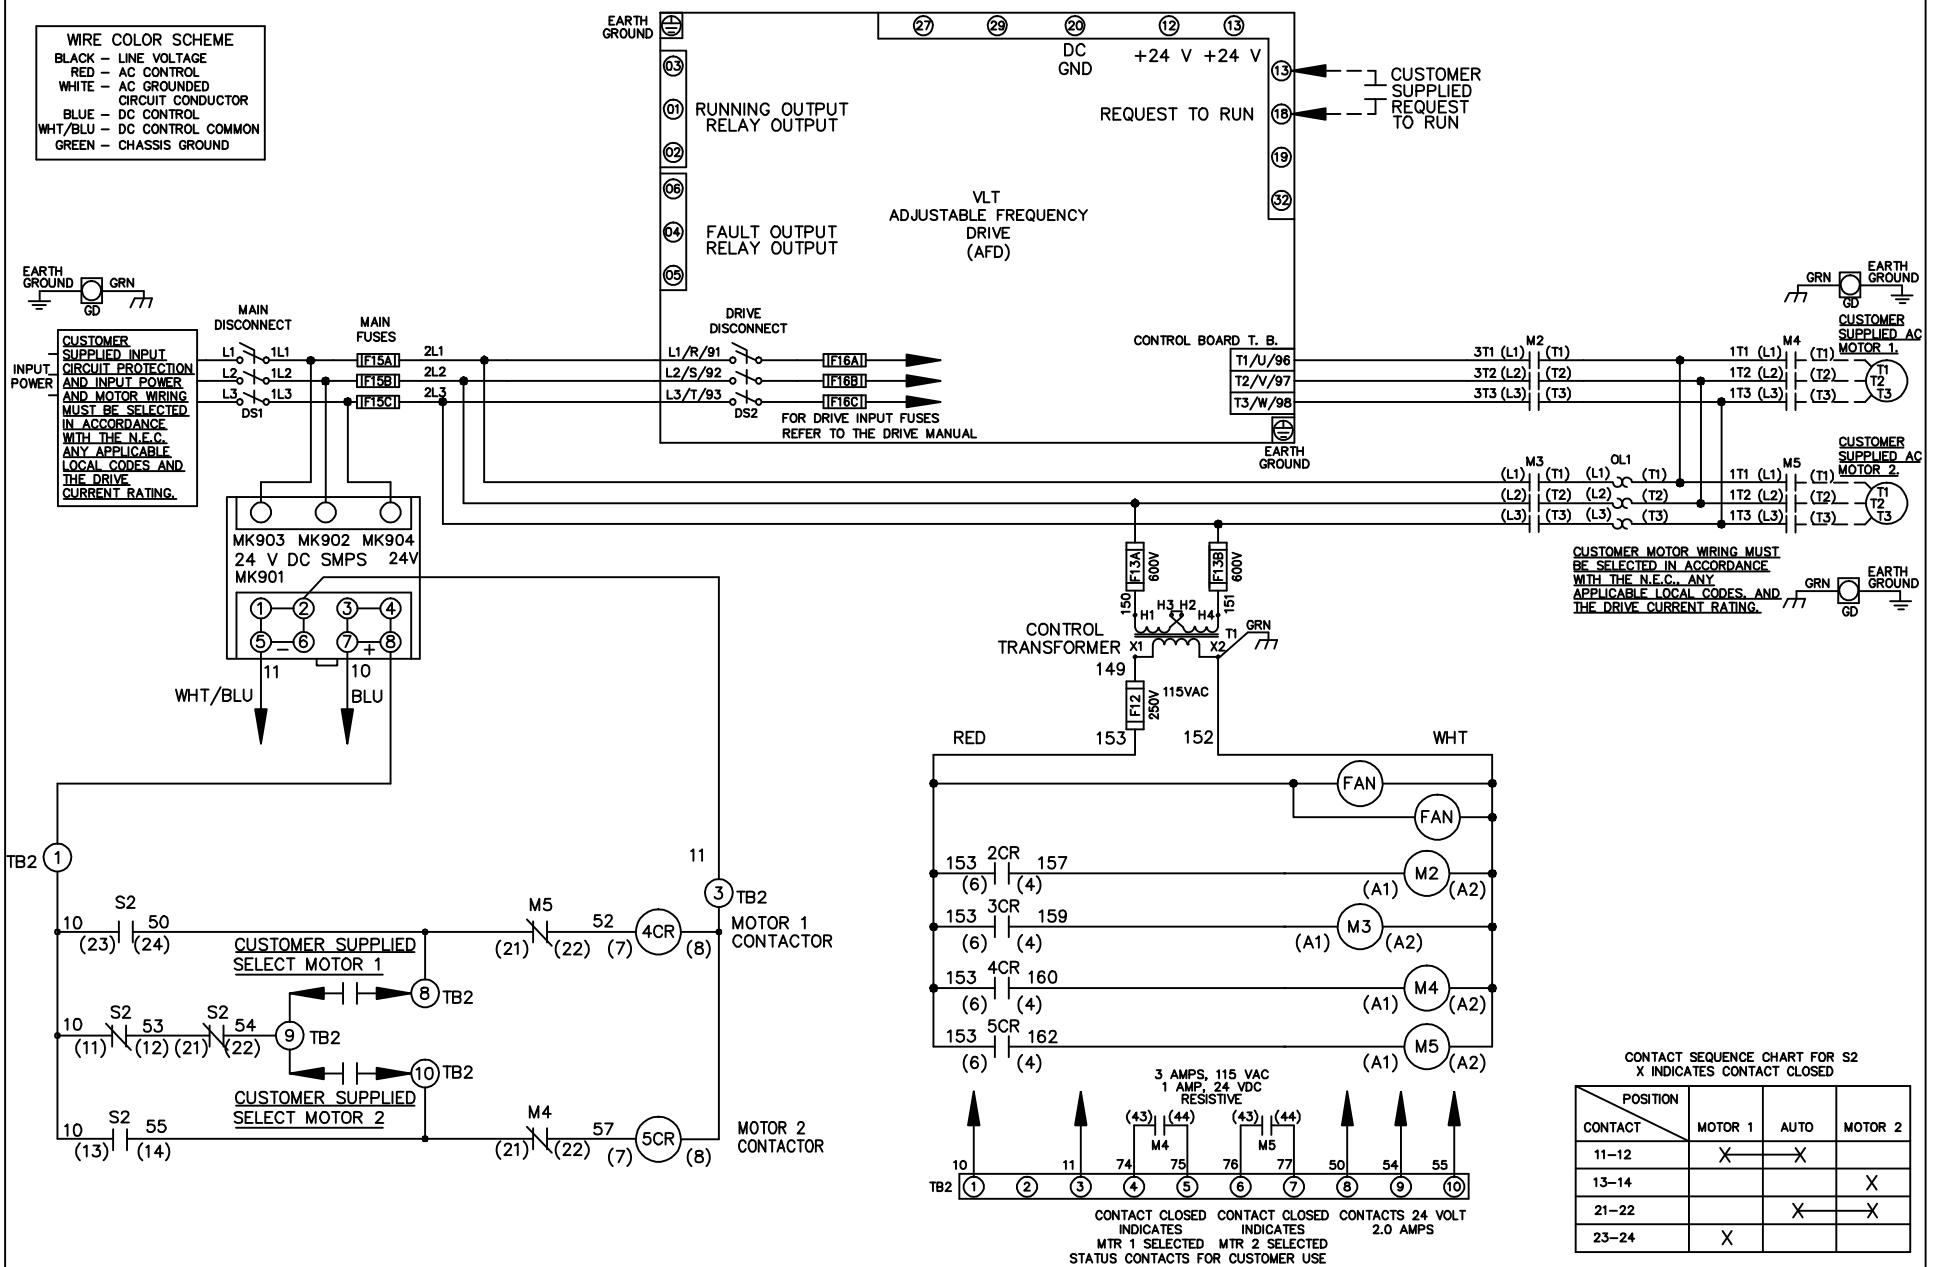 WIRE COLOR SCHEME
BLACK – LINE VOLTAGE
RED – AC CONTROL
WHITE – AC GROUNDED
CIRCUIT CONDUCTOR
BLUE – DC CONTROL
WHT/BLU – DC CONTROL COMMON
GREEN – CHASSIS GROUND
EARTH
GROUND
27 29 20 12 13
DC
GND
+24 V +24 V
03
01
02
RUNNING OUTPUT
RELAY OUTPUT
06
04
05
FAULT OUTPUT
RELAY OUTPUT
13
REQUEST TO RUN 18
19
32
CUSTOMER
SUPPLIED
REQUEST
TO RUN
VLT
ADJUSTABLE FREQUENCY
DRIVE
(AFD)
EARTH
GROUND
GRN
GD
INPUT
POWER
CUSTOMER
SUPPLIED INPUT
CIRCUIT PROTECTION
AND INPUT POWER
AND MOTOR WIRING
MUST BE SELECTED
IN ACCORDANCE
WITH THE N.E.C.
ANY APPLICABLE
LOCAL CODES AND
THE DRIVE
CURRENT RATING.
MAIN
DISCONNECT
L1 1L1
L2 1L2
L3 1L3
DS1
MAIN
FUSES
F15A 2L1
F15B 2L2
F15C 2L3
DRIVE
DISCONNECT
L1/R/91
L2/S/92
L3/T/93
DS2
F16A
F16B
F16C
FOR DRIVE INPUT FUSES
REFER TO THE DRIVE MANUAL
CONTROL BOARD T. B.
T1/U/96
T2/V/97
T3/W/98
EARTH
GROUND
M2
3T1 (L1) (T1)
3T2 (L2) (T2)
3T3 (L3) (T3)
M4
1T1 (L1) (T1)
1T2 (L2) (T2)
1T3 (L3) (T3)
T1
T2
T3
GRN
GD
EARTH
GROUND
CUSTOMER
SUPPLIED AC
MOTOR 1.
M3
(L1) (T1)
(L2) (T2)
(L3) (T3)
OL1
(L1) (T1)
(L2) (T2)
(L3) (T3)
M5
1T1 (L1) (T1)
1T2 (L2) (T2)
1T3 (L3) (T3)
T1
T2
T3
CUSTOMER
SUPPLIED AC
MOTOR 2.
CUSTOMER MOTOR WIRING MUST
BE SELECTED IN ACCORDANCE
WITH THE N.E.C., ANY
APPLICABLE LOCAL CODES, AND
THE DRIVE CURRENT RATING.
GRN
GD
EARTH
GROUND
MK903 MK902 MK904
24 V DC SMPS 24V
MK901
1 2 3 4
5 – 6 7 + 8
11 10
WHT/BLU BLU
F13A 600V F13B 600V
150 151
H1 H3 H2 H4
CONTROL
TRANSFORMER
X1 X2 T1 GRN
149
F12 250V 115VAC
153 152
RED WHT
FAN
FAN
153 2CR 157
(6) (4) (A1) M2 (A2)
153 3CR 159
(6) (4) (A1) M3 (A2)
153 4CR 160
(6) (4) (A1) M4 (A2)
153 5CR 162
(6) (4) (A1) M5 (A2)
TB2 1
11
3 TB2
10 S2 50
(23) (24)
M5 52
(21) (22) (7) 4CR (8)
MOTOR 1
CONTACTOR
CUSTOMER SUPPLIED
SELECT MOTOR 1
8 TB2
10 S2 53 S2 54
(11) (12) (21) (22)
9 TB2
10 TB2
CUSTOMER SUPPLIED
SELECT MOTOR 2
10 S2 55
(13) (14)
M4 57
(21) (22) (7) 5CR (8)
MOTOR 2
CONTACTOR
3 AMPS, 115 VAC
1 AMP, 24 VDC
RESISTIVE
(43) (44) (43) (44)
M4 M5
10 11 74 75 76 77 50 54 55
TB2 1 2 3 4 5 6 7 8 9 10
CONTACT CLOSED
INDICATES
MTR 1 SELECTED
CONTACT CLOSED
INDICATES
MTR 2 SELECTED
STATUS CONTACTS FOR CUSTOMER USE
CONTACTS 24 VOLT
2.0 AMPS
CONTACT SEQUENCE CHART FOR S2
X INDICATES CONTACT CLOSED
POSITION
CONTACT MOTOR 1 AUTO MOTOR 2
11–12 X X
13–14 X
21–22 X X
23–24 X